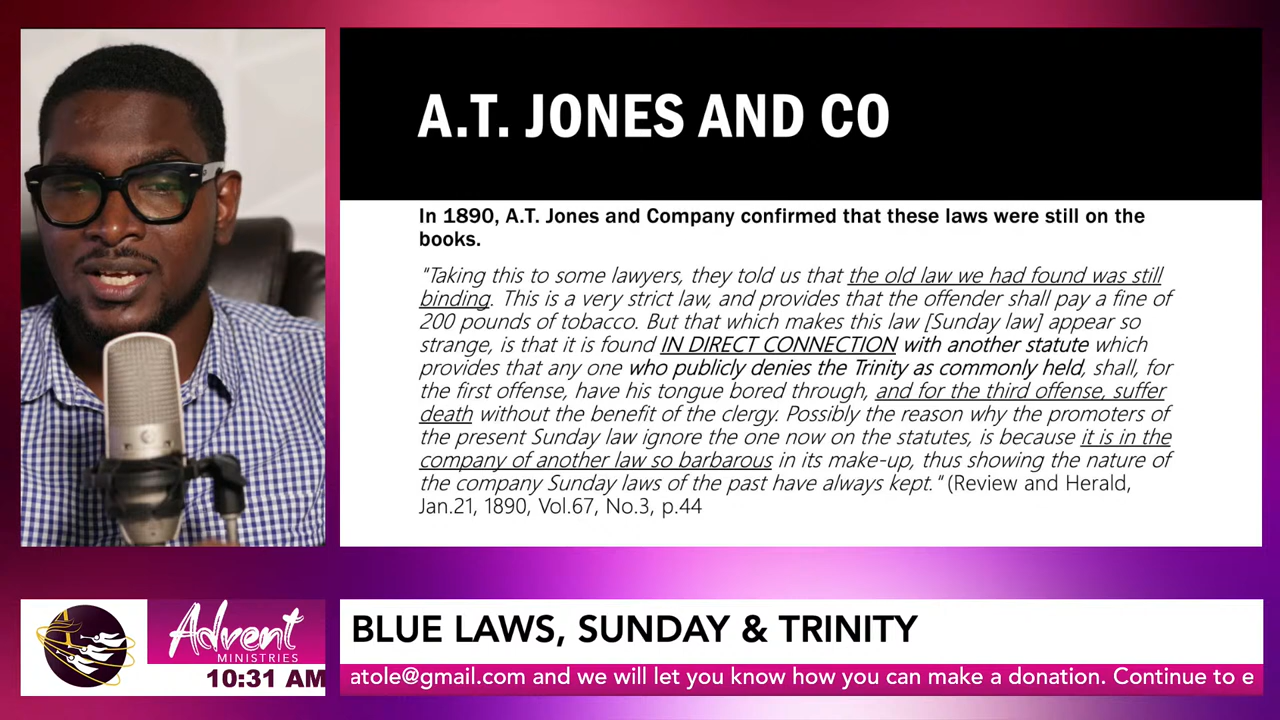 A.T. JONES AND CO
In 1890, A.T. Jones and Company confirmed that these laws were still on the
books.
"Taking this to some lawyers, they told us that the old law we had found was still
binding. This is a very strict law, and provides that the offender shall pay a fine of
200 pounds of tobacco. But that which makes this law [Sunday law] appear so
strange, is that it is found IN DIRECT CONNECTION with another statute which
provides that any one who publicly denies the Trinity as commonly held, shall, for
the first offense, have his tongue bored through, and for the third offense, suffer
death without the benefit of the clergy. Possibly the reason why the promoters of
the present Sunday law ignore the one now on the statutes, is because it is in the
company of another law so barbarous in its make-up, thus showing the nature of
the company Sunday laws of the past have always kept." (Review and Herald,
Jan.21, 1890, Vol.67, No.3, p.44
Advent
MINISTRIES
10:31 AM
BLUE LAWS, SUNDAY & TRINITY
atole@gmail.com and we will let you know how you can make a donation. Continue to e